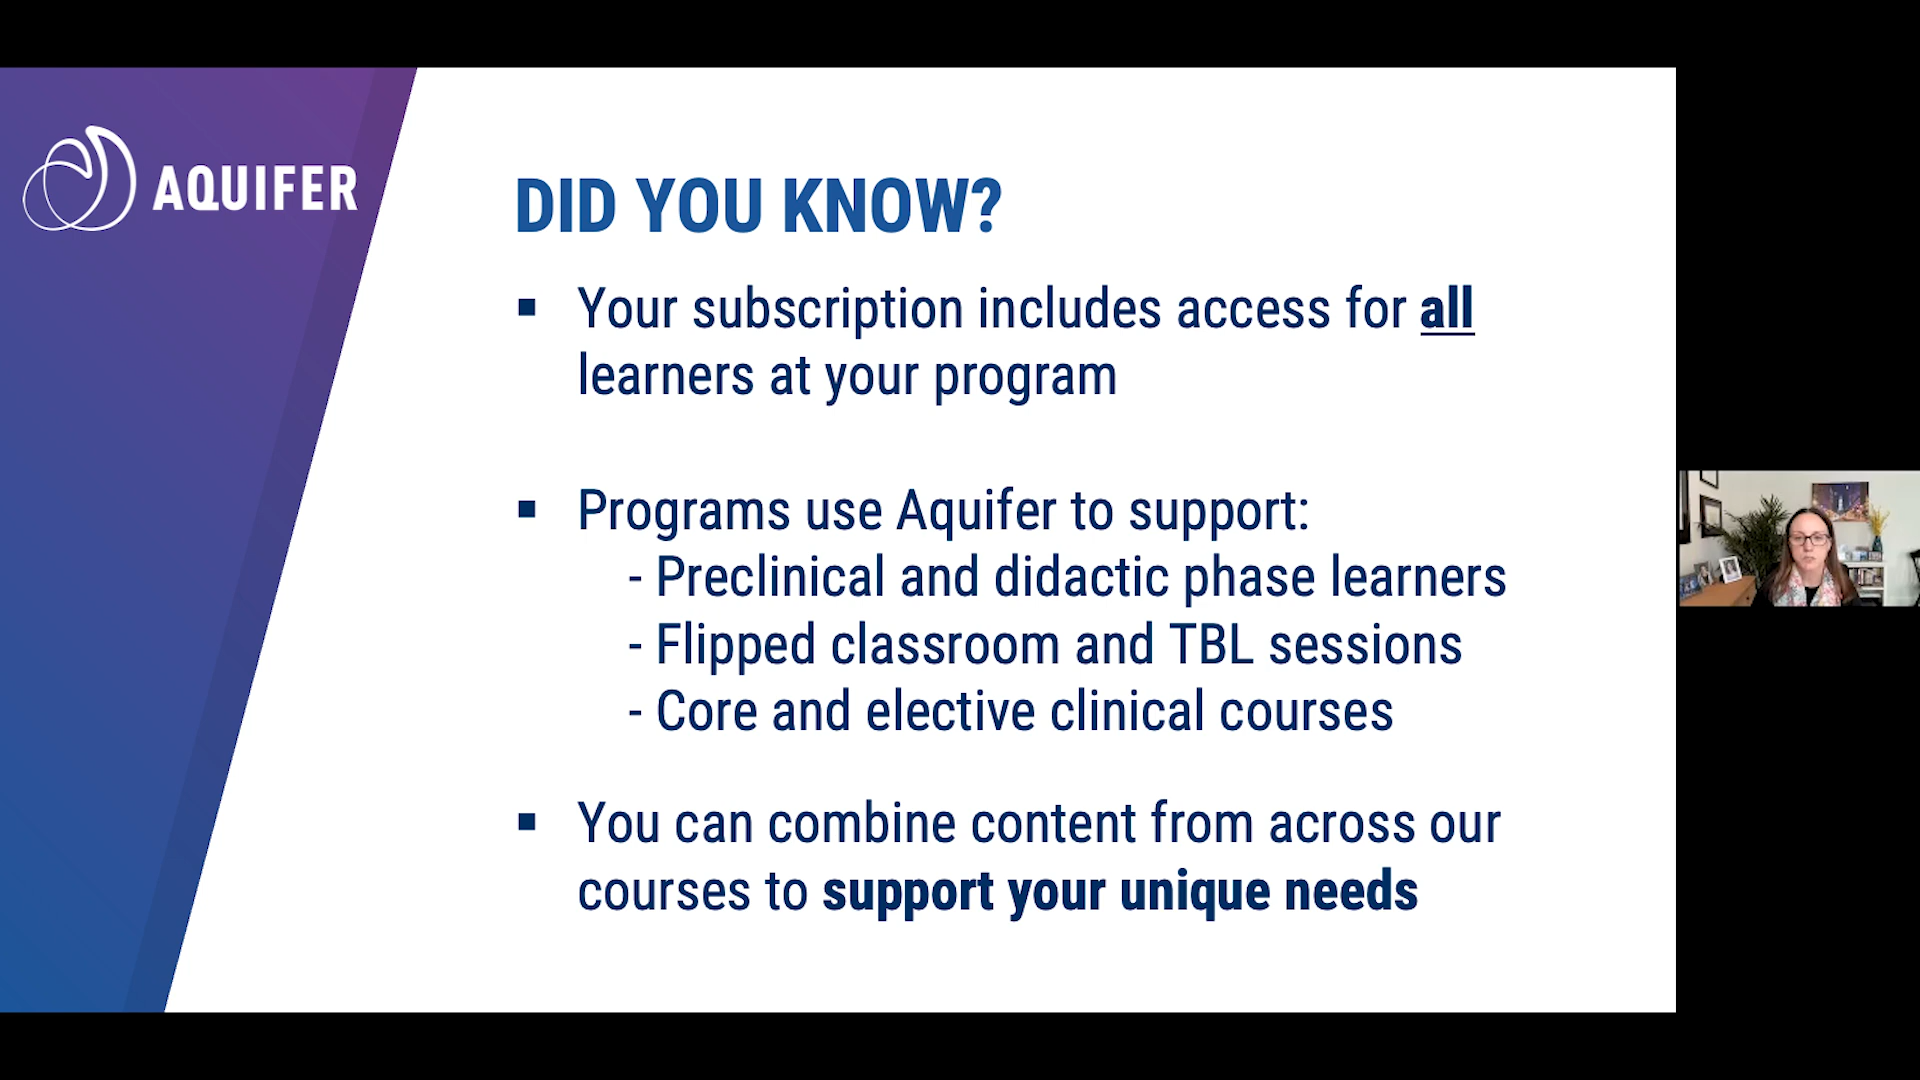 AQUIFER
DID YOU KNOW?
▪ Your subscription includes access for all
learners at your program
▪ Programs use Aquifer to support:
- Preclinical and didactic phase learners
- Flipped classroom and TBL sessions
- Core and elective clinical courses
▪ You can combine content from across our
courses to support your unique needs